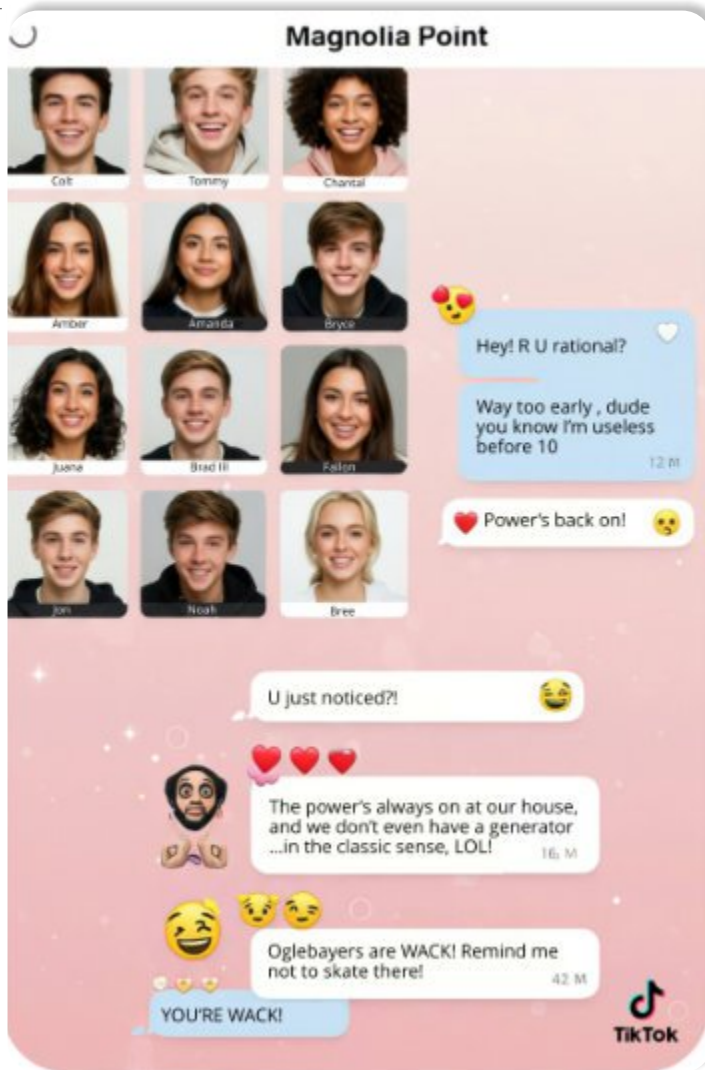 Magnolia Point
Colt
Tommy
Chantal
Amber
Amanda
Bryce
Juana
Brad III
Fallon
Jon
Noah
Bree
Hey! R U rational?
Way too early , dude
you know I'm useless
before 10
12 M
Power's back on!
U just noticed?!
The power's always on at our house,
and we don't even have a generator
...in the classic sense, LOL!
16, M
Oglebayers are WACK! Remind me
not to skate there!
42 M
YOU'RE WACK!
TikTok